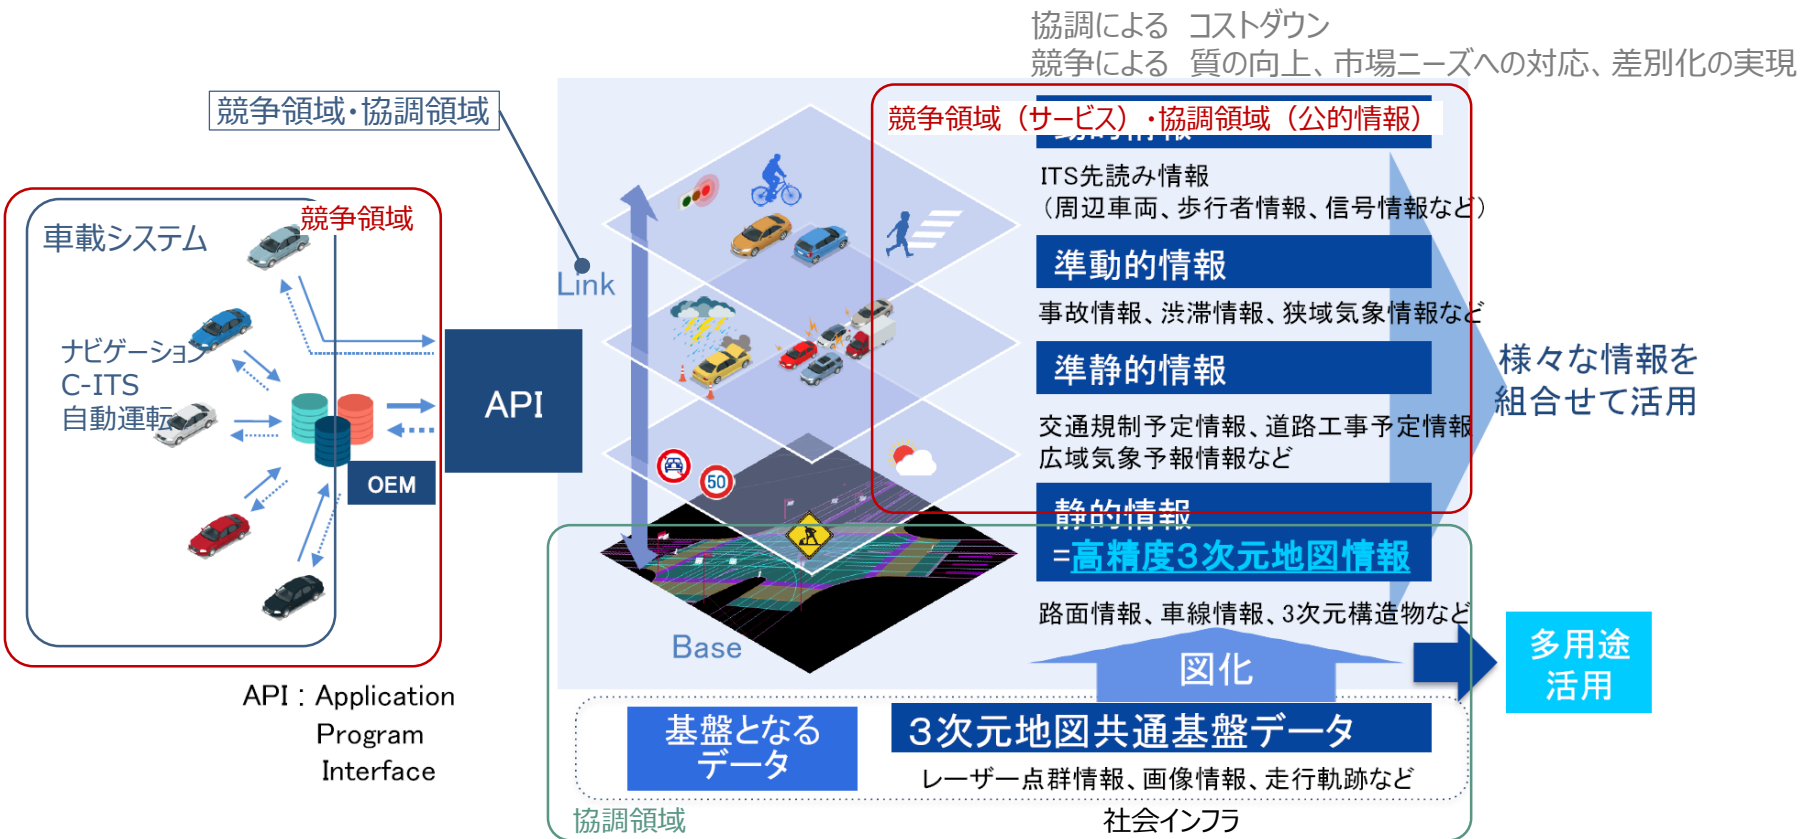 協調による コストダウン
競争による 質の向上、市場ニーズへの対応、差別化の実現
競争領域・協調領域
競争領域（サービス）・協調領域（公的情報）
動的情報
ITS先読み情報
（周辺車両、歩行者情報、信号情報など）
競争領域
車載システム
Link
準動的情報
事故情報、渋滞情報、狭域気象情報など
ナビゲーション
C-ITS
自動運転
API
準静的情報
様々な情報を
組合せて活用
交通規制予定情報、道路工事予定情報
広域気象予報情報など
OEM
50
静的情報
=高精度3次元地図情報
路面情報、車線情報、3次元構造物など
Base
図化
多用途
活用
API：Application
Program
Interface
基盤となる
データ
3次元地図共通基盤データ
レーザー点群情報、画像情報、走行軌跡など
協調領域
社会インフラ